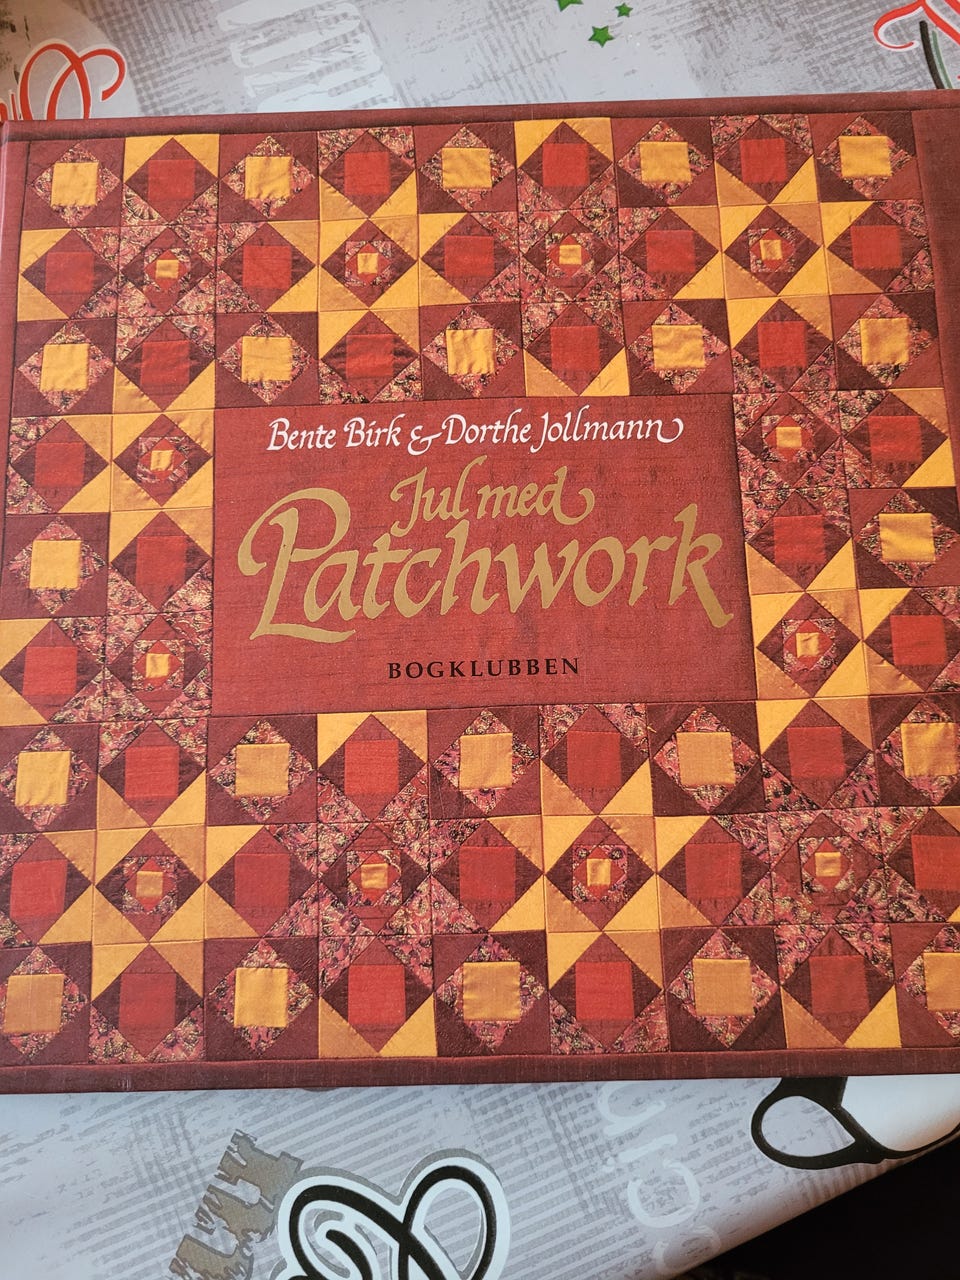 Bente Birk & Dorthe Jollmann
Jul med
Patchwork
BOGKLUBBEN